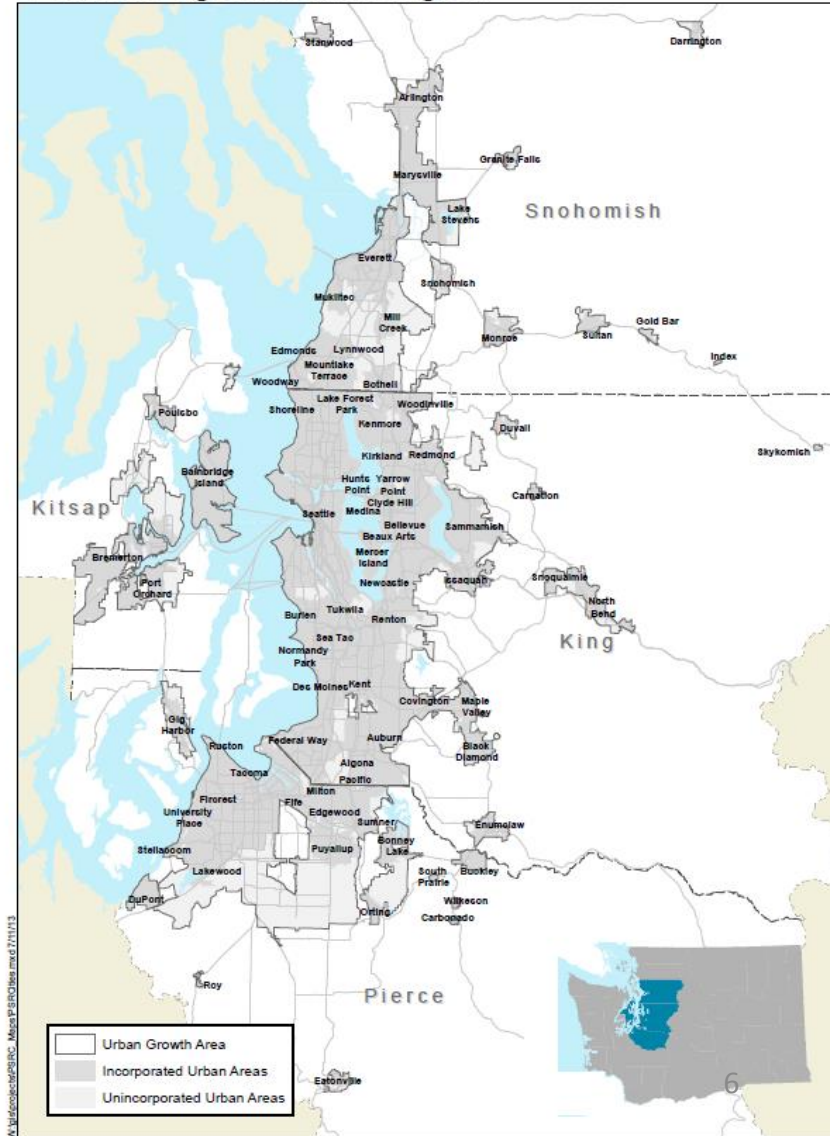 Stanwood
Darrington
Arlington
Granite Falls
Marysville
Lake
Stevens
Snohomish
Everett
Snohomish
Mukilteo
Mill
Creek
Monroe
Sultan
Gold Bar
Index
Edmonds
Lynnwood
Mountlake
Terrace
Woodway
Bothell
Shoreline
Lake Forest
Park
Woodinville
Kenmore
Poulsbo
Duvall
Skykomish
Kirkland
Redmond
Bainbridge
Island
Kitsap
Hunts
Point
Yarrow
Point
Clyde Hill
Medina
Carnation
Seattle
Bellevue
Beaux Arts
Sammamish
Bremerton
Mercer
Island
Port
Orchard
Newcastle
Issaquah
Snoqualmie
North
Bend
King
Burien
Tukwila
Renton
Sea Tac
Normandy
Park
Des Moines
Kent
Covington
Maple
Valley
Gig
Harbor
Ruston
Federal Way
Auburn
Black
Diamond
Tacoma
Algona
Pacific
Milton
Fife
Fircrest
Edgewood
University
Place
Sumner
Enumclaw
Steilacoom
Puyallup
Bonney
Lake
Lakewood
South
Prairie
Buckley
DuPont
Orting
Wilkeson
Carbonado
Roy
Pierce
Eatonville
Urban Growth Area
Incorporated Urban Areas
Unincorporated Urban Areas
6